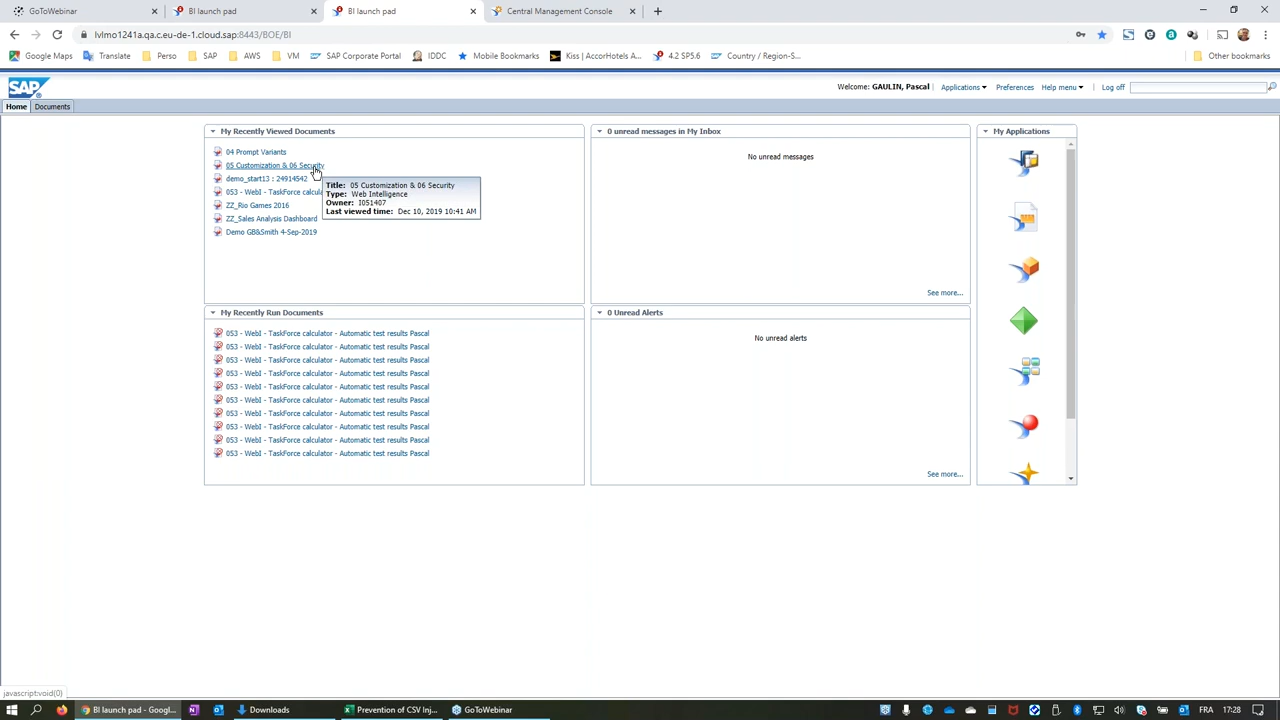 GoToWebinar
BI launch pad
BI launch pad
Central Management Console
lvlmo1241a.qa.c.eu-de-1.cloud.sap:8443/BOE/BI
Google Maps
Translate
Perso
SAP
AWS
VM
SAP Corporate Portal
IDDC
Mobile Bookmarks
Kiss | AccorHotels A...
4.2 SP5.6
Country / Region-S...
Other bookmarks
SAP
Welcome: GAULIN, Pascal
Applications
Preferences
Help menu
Log off
Home
Documents
My Recently Viewed Documents
04 Prompt Variants
05 Customization & 06 Security
demo_start13 : 24914542
053 - WebI - TaskForce calcula
ZZ_Rio Games 2016
ZZ_Sales Analysis Dashboard
Demo GB&Smith 4-Sep-2019
Title: 05 Customization & 06 Security
Type: Web Intelligence
Owner: I051407
Last viewed time: Dec 10, 2019 10:41 AM
0 unread messages in My Inbox
No unread messages
See more...
My Applications
My Recently Run Documents
053 - WebI - TaskForce calculator - Automatic test results Pascal
053 - WebI - TaskForce calculator - Automatic test results Pascal
053 - WebI - TaskForce calculator - Automatic test results Pascal
053 - WebI - TaskForce calculator - Automatic test results Pascal
053 - WebI - TaskForce calculator - Automatic test results Pascal
053 - WebI - TaskForce calculator - Automatic test results Pascal
053 - WebI - TaskForce calculator - Automatic test results Pascal
053 - WebI - TaskForce calculator - Automatic test results Pascal
053 - WebI - TaskForce calculator - Automatic test results Pascal
053 - WebI - TaskForce calculator - Automatic test results Pascal
0 Unread Alerts
No unread alerts
See more...
javascript:void(0)
BI launch pad - Googl...
Downloads
Prevention of CSV Inj...
GoToWebinar
FRA
17:28